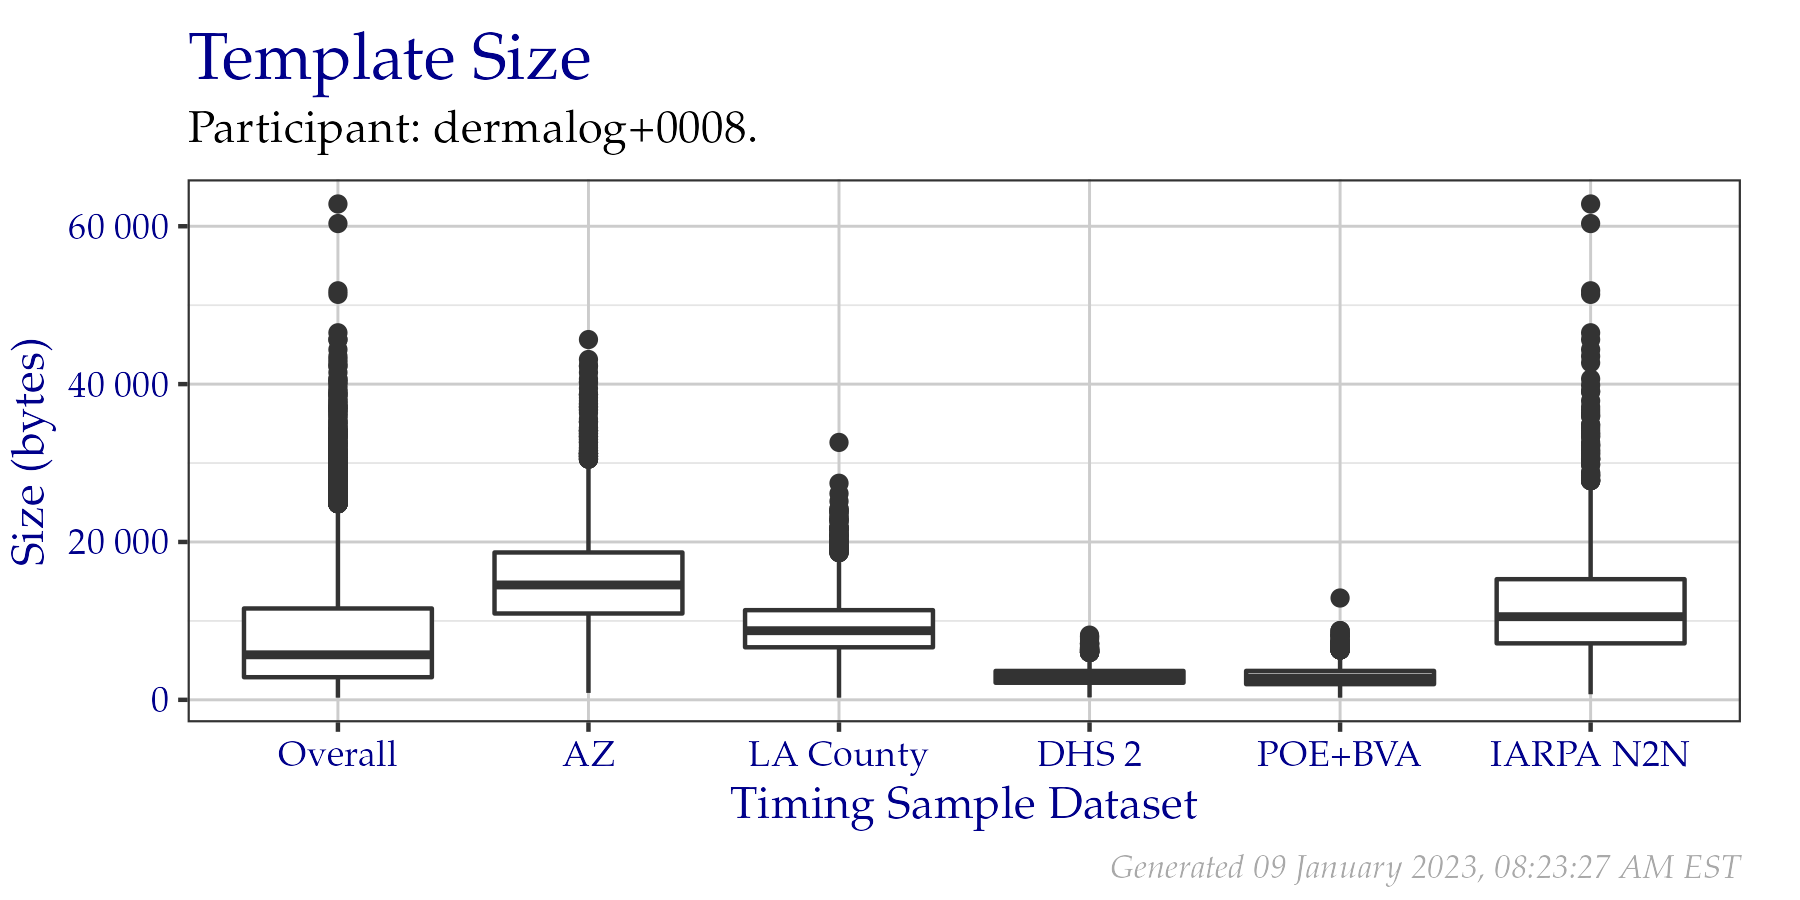 Template Size
Participant: dermalog+0008.
Size (bytes)
60 000
40 000
20 000
0
Overall AZ LA County DHS 2 POE+BVA IARPA N2N
Timing Sample Dataset
Generated 09 January 2023, 08:23:27 AM EST